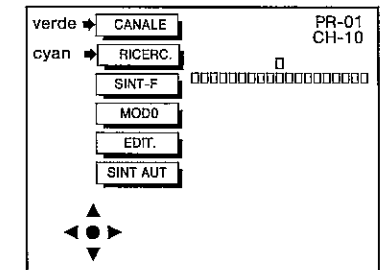 verde CANALE
cyan RICERC.
SINT-F
MODO
EDIT.
SINT AUT
PR-01
CH-10